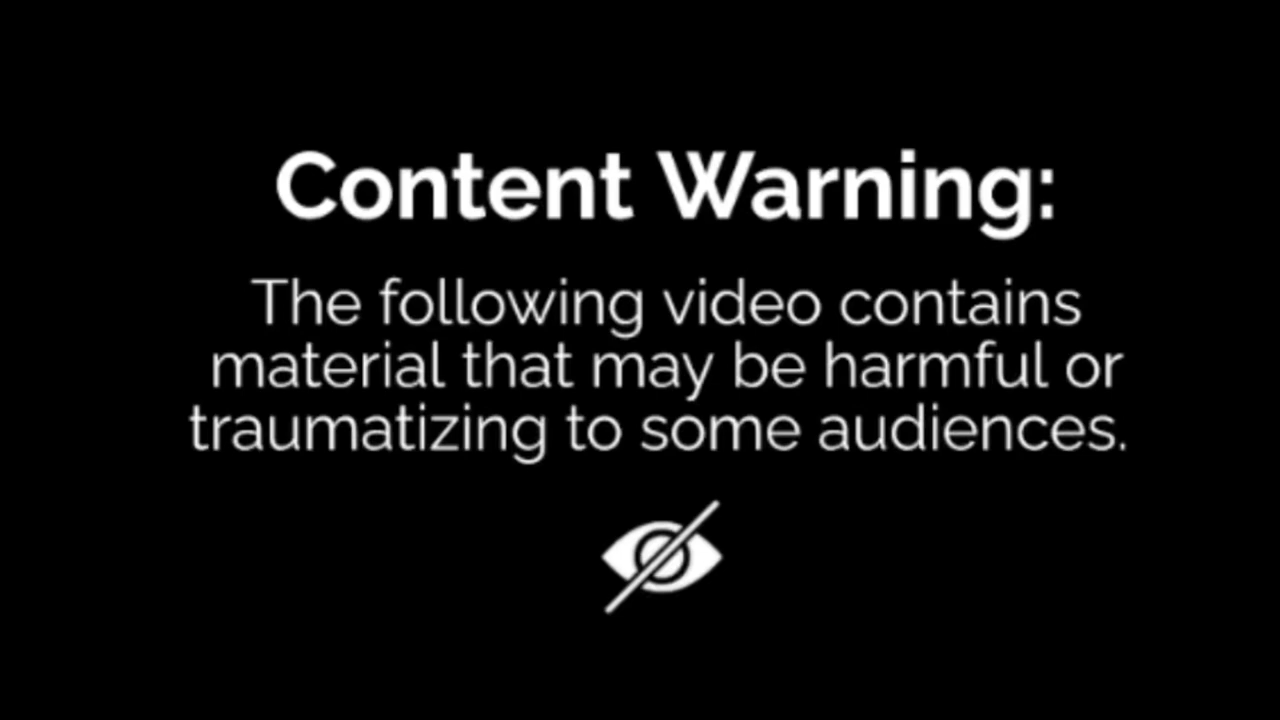 Content Warning:
The following video contains
material that may be harmful or
traumatizing to some audiences.